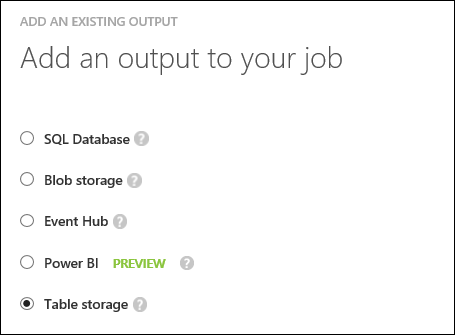 ADD AN EXISTING OUTPUT
Add an output to your job
SQL Database ?
Blob storage ?
Event Hub ?
Power BI PREVIEW ?
Table storage ?